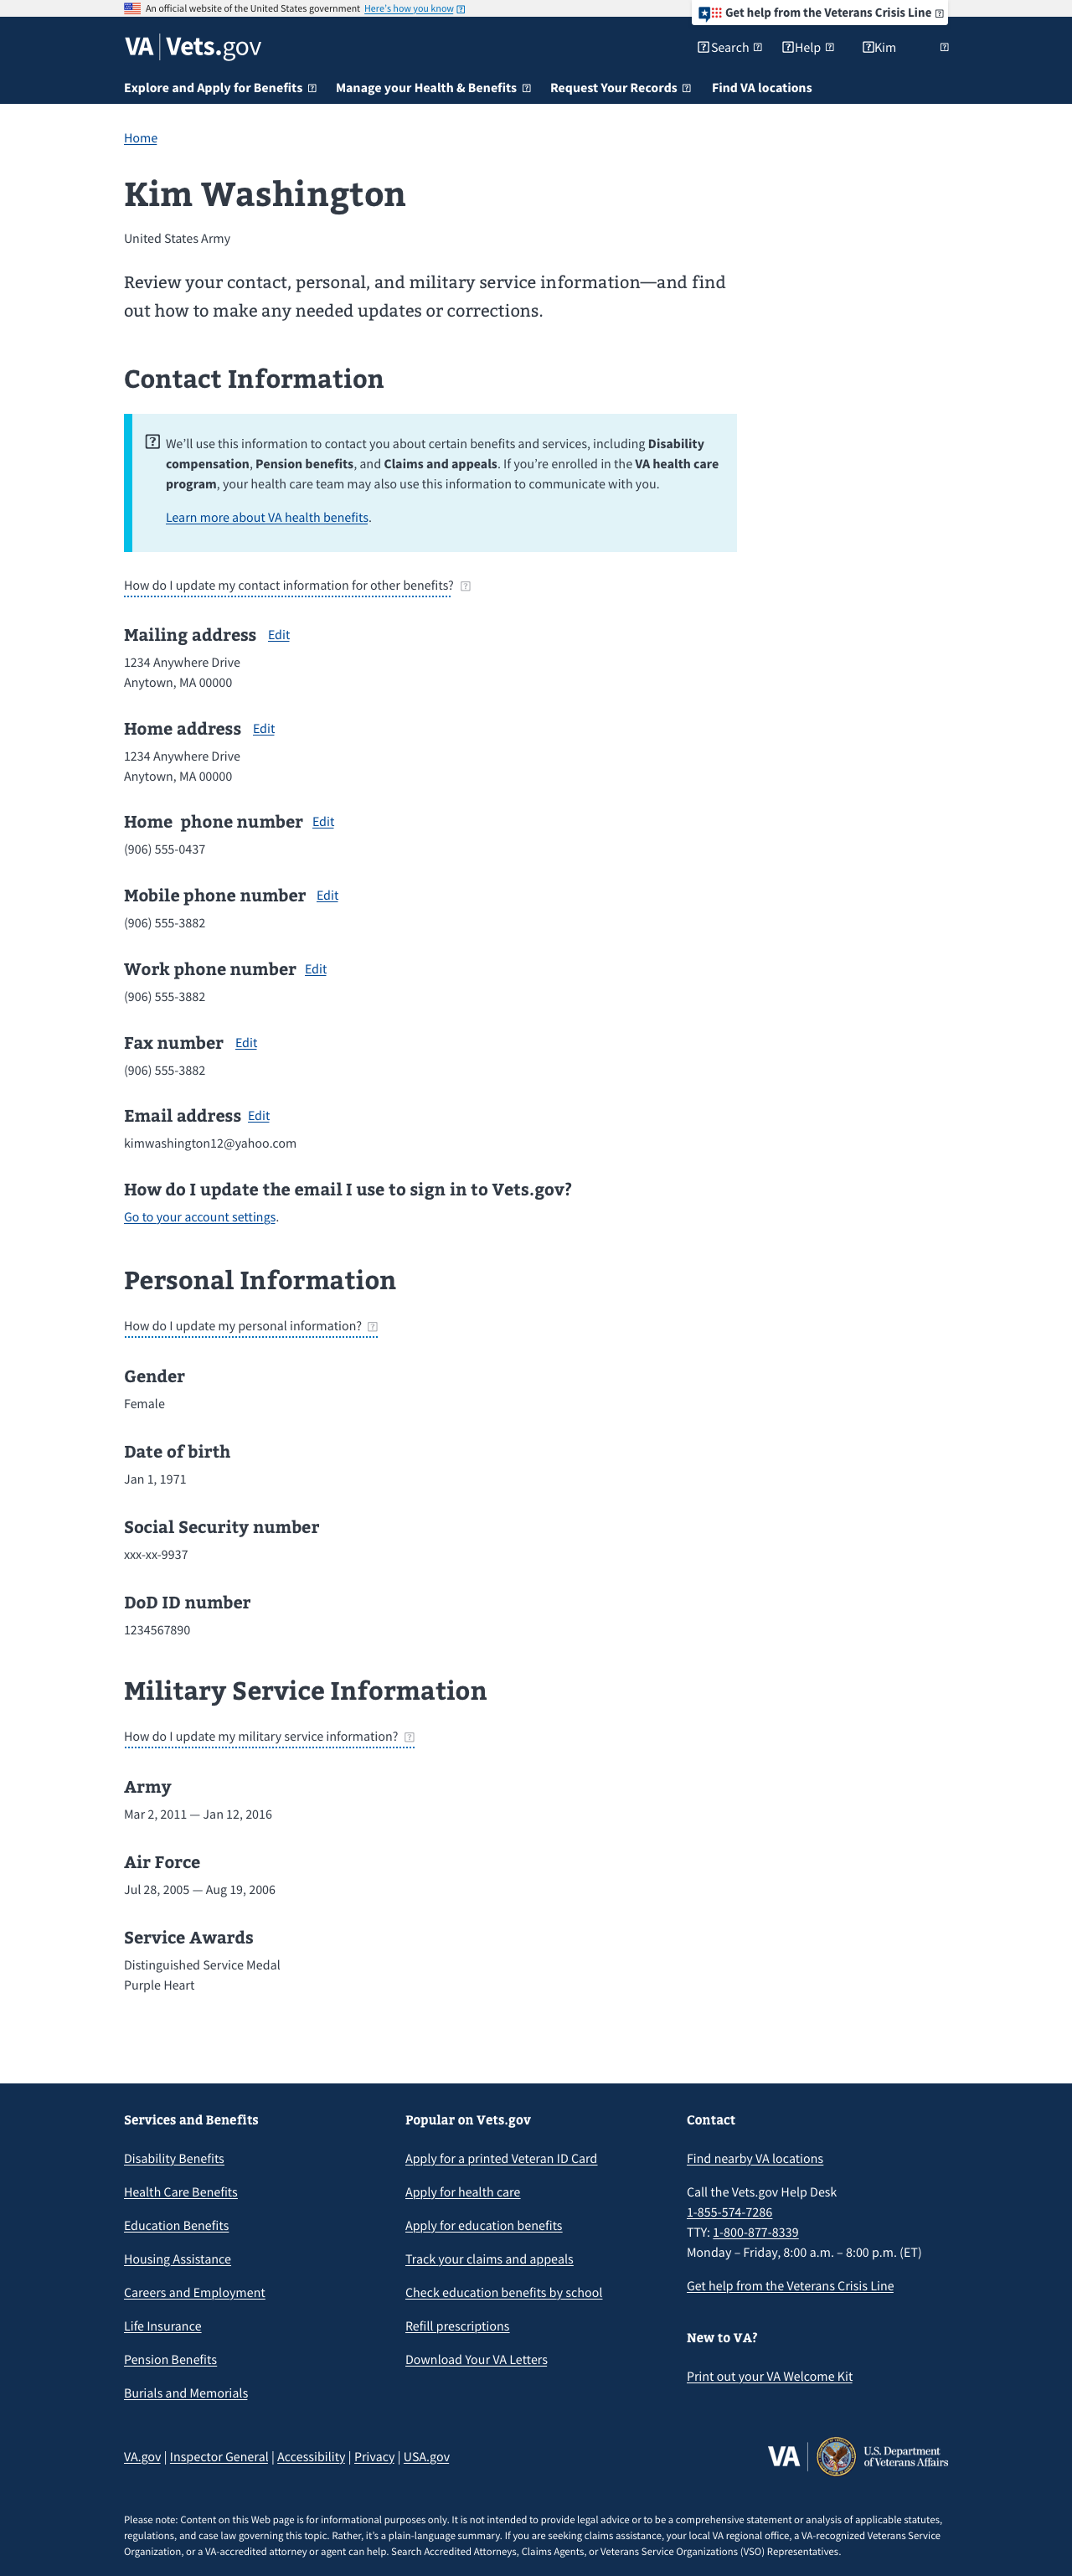 An official website of the United States government Here's how you know
Get help from the Veterans Crisis Line
VA | Vets.gov
Search Help Kim
Explore and Apply for Benefits Manage your Health & Benefits Request Your Records Find VA locations
Home
Kim Washington
United States Army
Review your contact, personal, and military service information—and find
out how to make any needed updates or corrections.
Contact Information
We'll use this information to contact you about certain benefits and services, including Disability
compensation, Pension benefits, and Claims and appeals. If you're enrolled in the VA health care
program, your health care team may also use this information to communicate with you.
Learn more about VA health benefits.
How do I update my contact information for other benefits?
Mailing address Edit
1234 Anywhere Drive
Anytown, MA 00000
Home address Edit
1234 Anywhere Drive
Anytown, MA 00000
Home phone number Edit
(906) 555-0437
Mobile phone number Edit
(906) 555-3882
Work phone number Edit
(906) 555-3882
Fax number Edit
(906) 555-3882
Email address Edit
kimwashington12@yahoo.com
How do I update the email I use to sign in to Vets.gov?
Go to your account settings.
Personal Information
How do I update my personal information?
Gender
Female
Date of birth
Jan 1, 1971
Social Security number
xxx-xx-9937
DoD ID number
1234567890
Military Service Information
How do I update my military service information?
Army
Mar 2, 2011 — Jan 12, 2016
Air Force
Jul 28, 2005 — Aug 19, 2006
Service Awards
Distinguished Service Medal
Purple Heart
Services and Benefits
Disability Benefits
Health Care Benefits
Education Benefits
Housing Assistance
Careers and Employment
Life Insurance
Pension Benefits
Burials and Memorials
Popular on Vets.gov
Apply for a printed Veteran ID Card
Apply for health care
Apply for education benefits
Track your claims and appeals
Check education benefits by school
Refill prescriptions
Download Your VA Letters
Contact
Find nearby VA locations
Call the Vets.gov Help Desk
1-855-574-7286
TTY: 1-800-877-8339
Monday – Friday, 8:00 a.m. – 8:00 p.m. (ET)
Get help from the Veterans Crisis Line
New to VA?
Print out your VA Welcome Kit
VA.gov | Inspector General | Accessibility | Privacy | USA.gov
VA | U.S. Department
of Veterans Affairs
Please note: Content on this Web page is for informational purposes only. It is not intended to provide legal advice or to be a comprehensive statement or analysis of applicable statutes,
regulations, and case law governing this topic. Rather, it's a plain-language summary. If you are seeking claims assistance, your local VA regional office, a VA-recognized Veterans Service
Organization, or a VA-accredited attorney or agent can help. Search Accredited Attorneys, Claims Agents, or Veterans Service Organizations (VSO) Representatives.